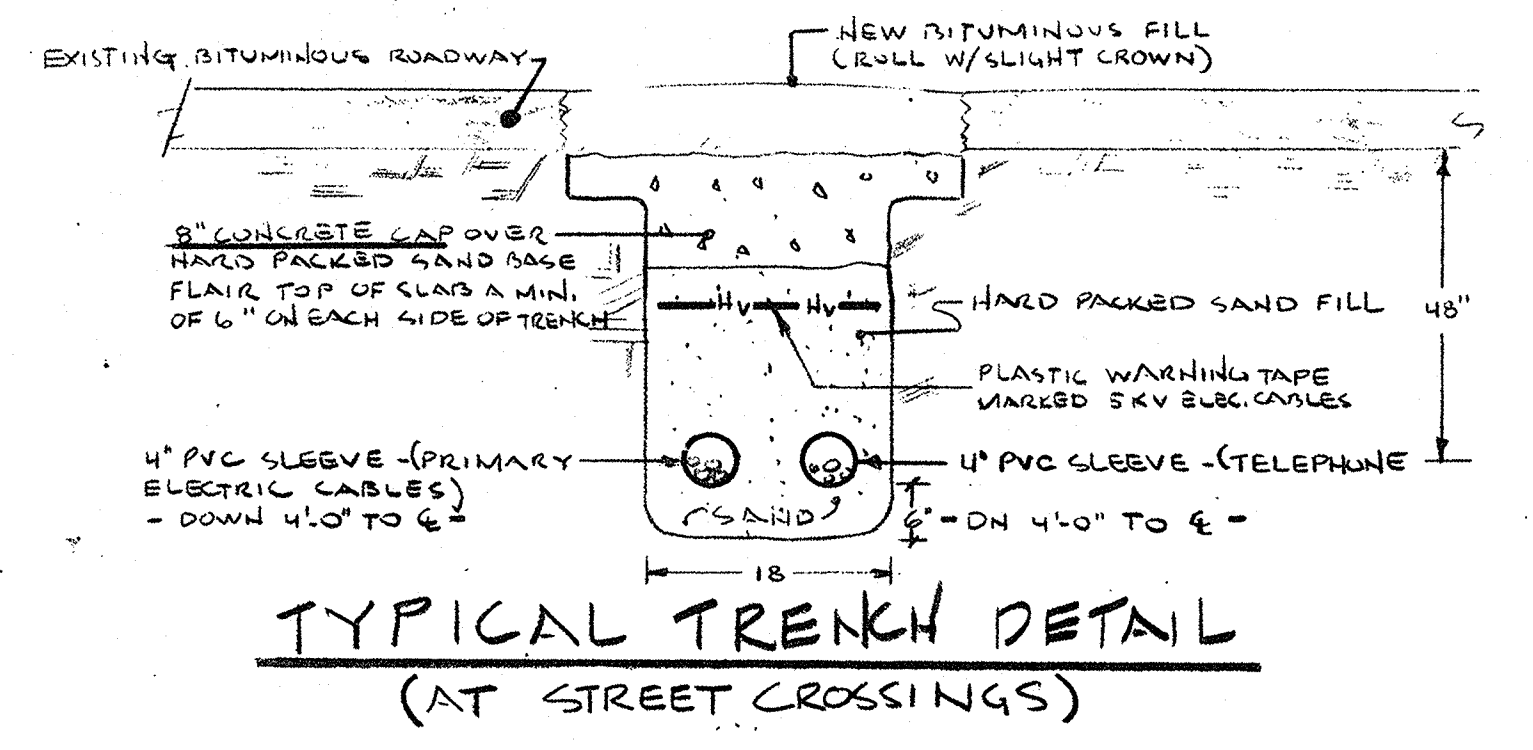 EXISTING BITUMINOUS ROADWAY
NEW BITUMINOUS FILL
(ROLL W/SLIGHT CROWN)
8" CONCRETE CAP OVER
HARD PACKED SAND BASE
FLAIR TOP OF SLAB A MIN.
OF 6" ON EACH SIDE OF TRENCH
HV HV
HARD PACKED SAND FILL
48"
PLASTIC WARNING TAPE
MARKED 5KV ELEC. CABLES
4" PVC SLEEVE -(PRIMARY
ELECTRIC CABLES)
- DOWN 4'-0" TO ℄ -
4" PVC SLEEVE -(TELEPHONE
SAND
6"
- DN 4'-0" TO ℄ -
18
TYPICAL TRENCH DETAIL
(AT STREET CROSSINGS)